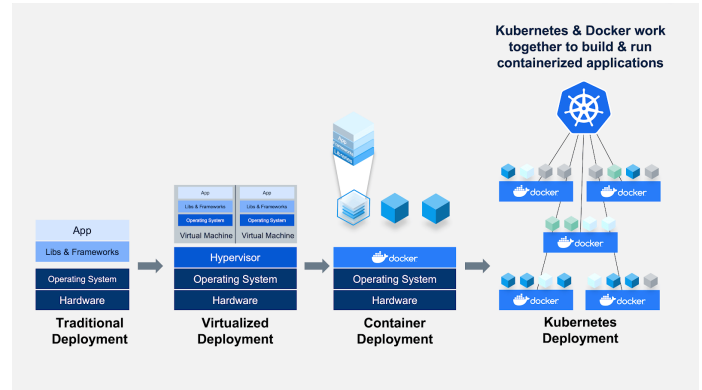 Kubernetes & Docker work
together to build & run
containerized applications
App
Libs & Frameworks
Operating System
Hardware
Traditional
Deployment
App
Libs & Frameworks
Operating System
Virtual Machine
App
Libs & Frameworks
Operating System
Virtual Machine
Hypervisor
Operating System
Hardware
Virtualized
Deployment
App
docker
Operating System
Hardware
Container
Deployment
docker
docker
docker
docker
docker
Kubernetes
Deployment